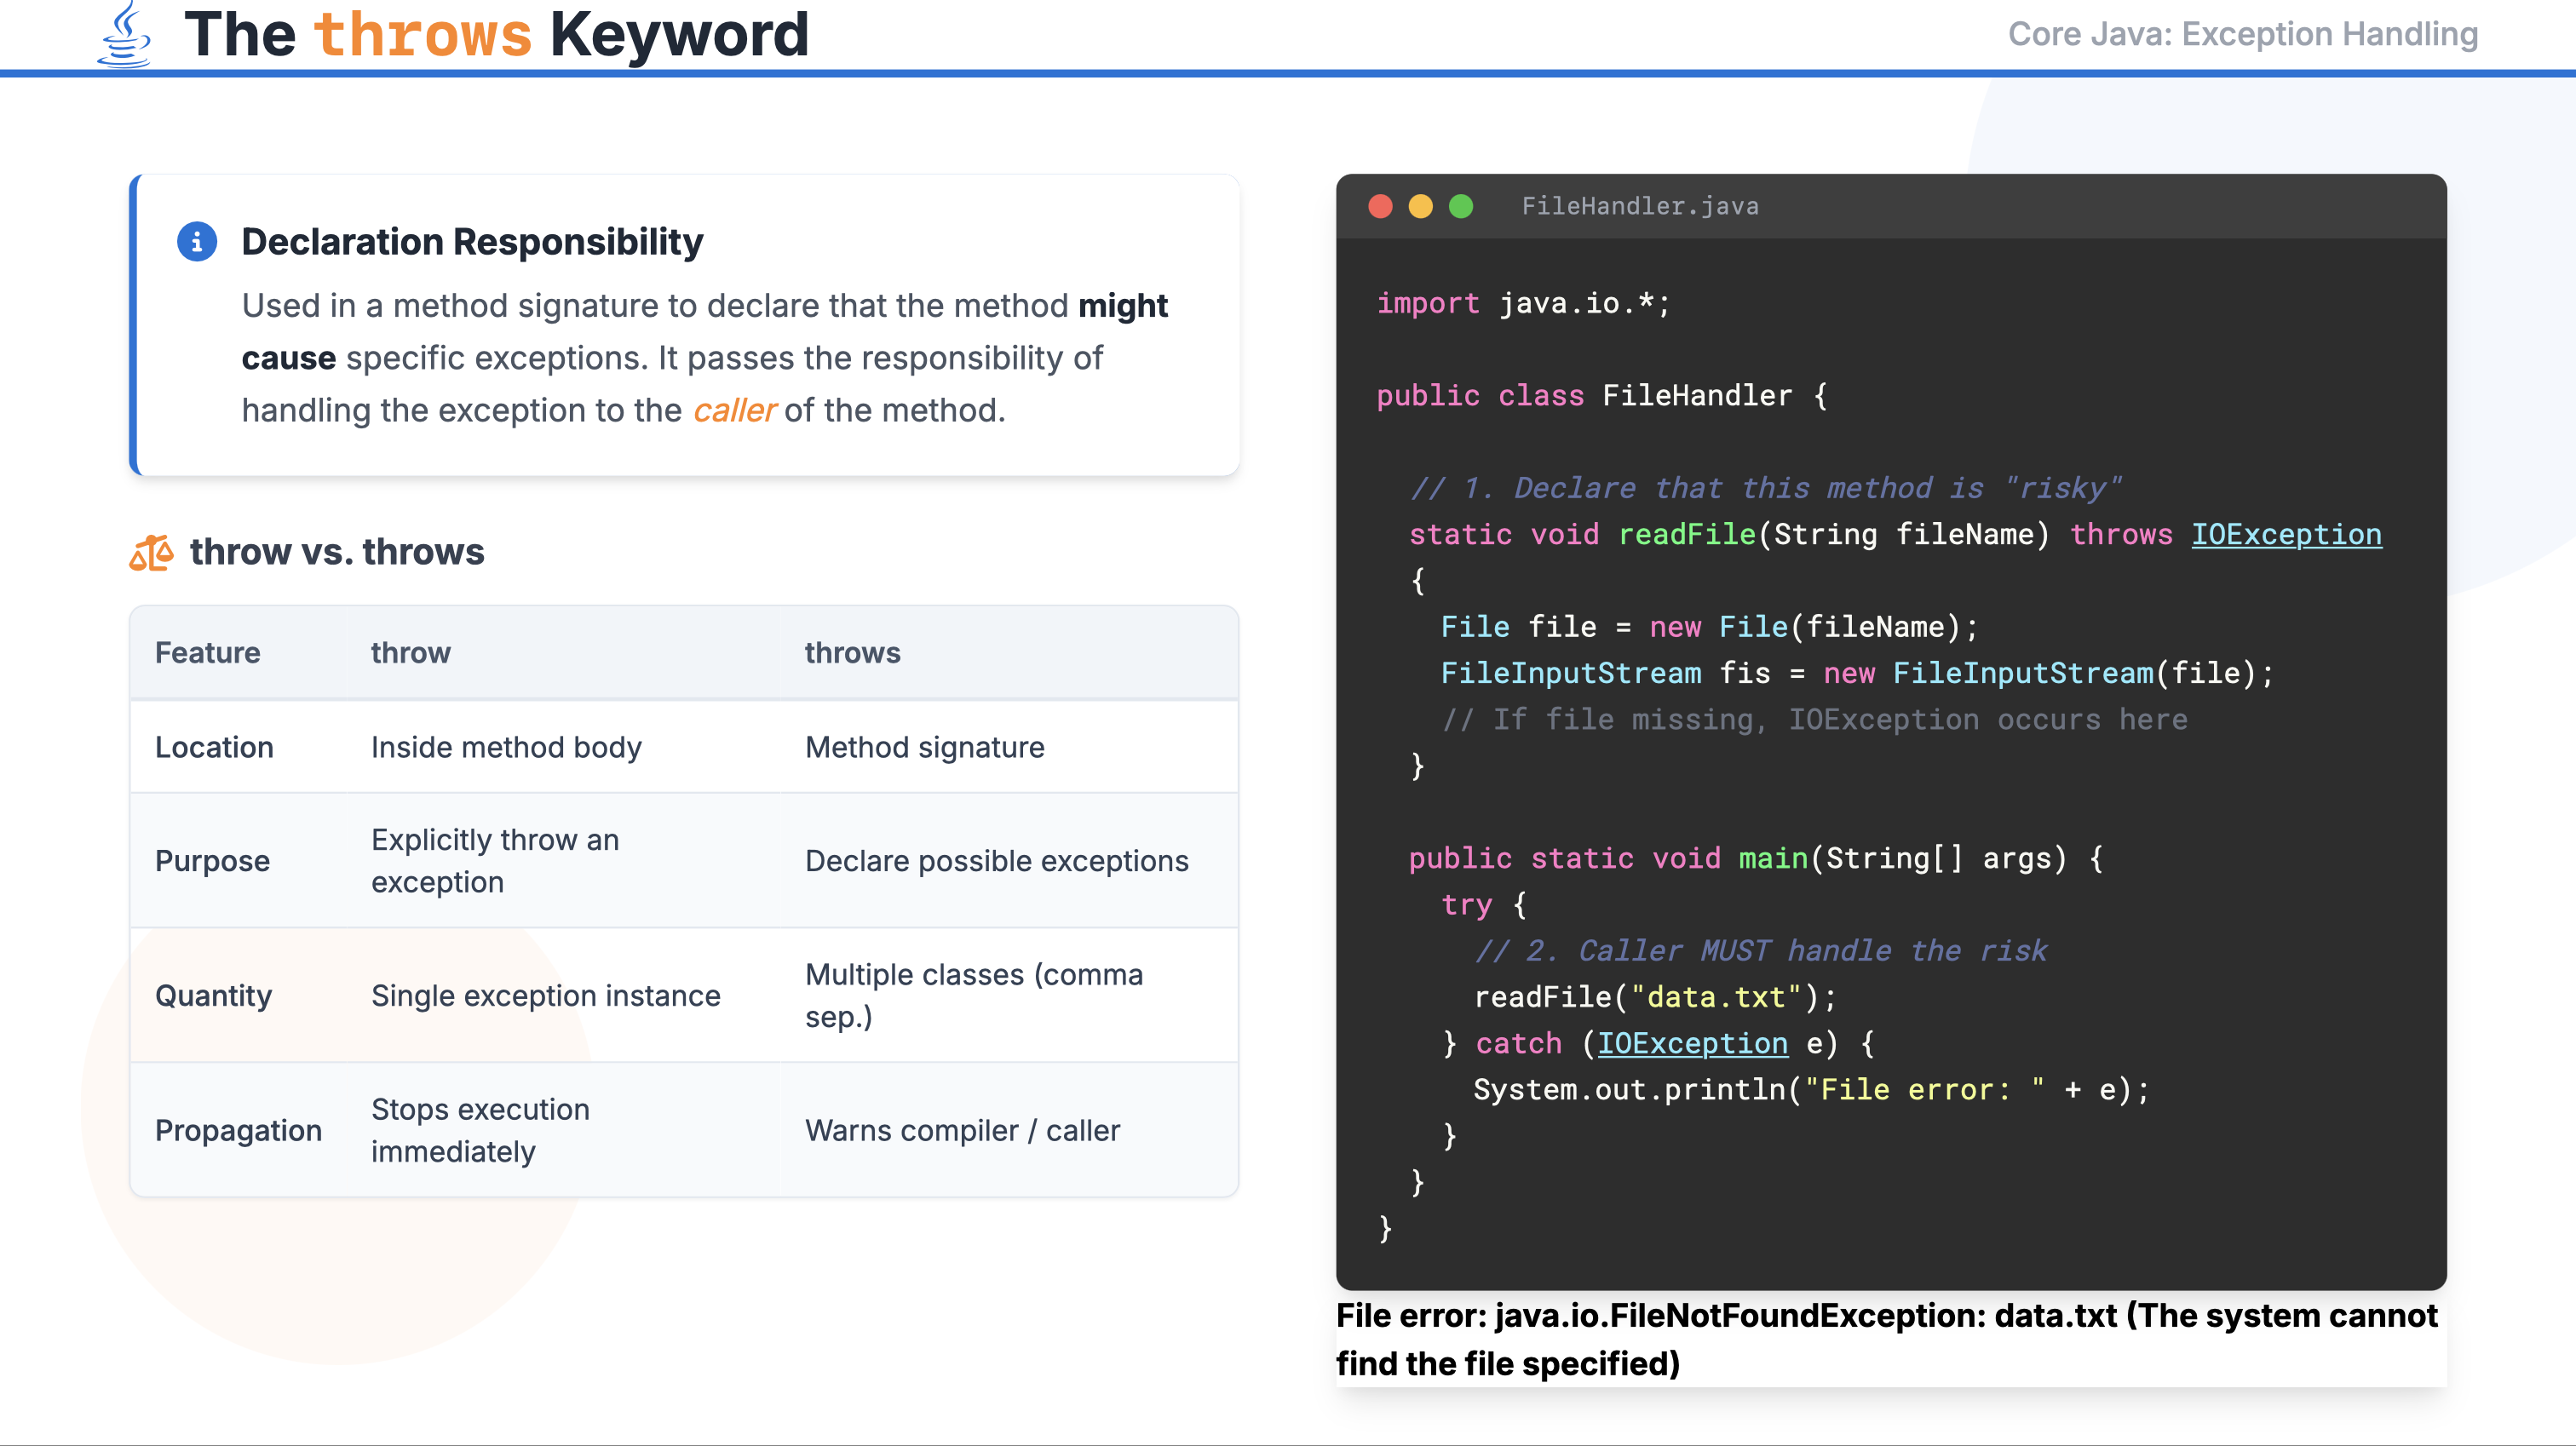 The throws Keyword
Core Java: Exception Handling
Declaration Responsibility
Used in a method signature to declare that the method might
cause specific exceptions. It passes the responsibility of
handling the exception to the caller of the method.
throw vs. throws
Feature throw throws
Location Inside method body Method signature
Purpose Explicitly throw an
exception Declare possible exceptions
Quantity Single exception instance Multiple classes (comma
sep.)
Propagation Stops execution
immediately Warns compiler / caller
FileHandler.java
import java.io.*;
public class FileHandler {
// 1. Declare that this method is "risky"
static void readFile(String fileName) throws IOException
{
File file = new File(fileName);
FileInputStream fis = new FileInputStream(file);
// If file missing, IOException occurs here
}
public static void main(String[] args) {
try {
// 2. Caller MUST handle the risk
readFile("data.txt");
} catch (IOException e) {
System.out.println("File error: " + e);
}
}
}
File error: java.io.FileNotFoundException: data.txt (The system cannot
find the file specified)